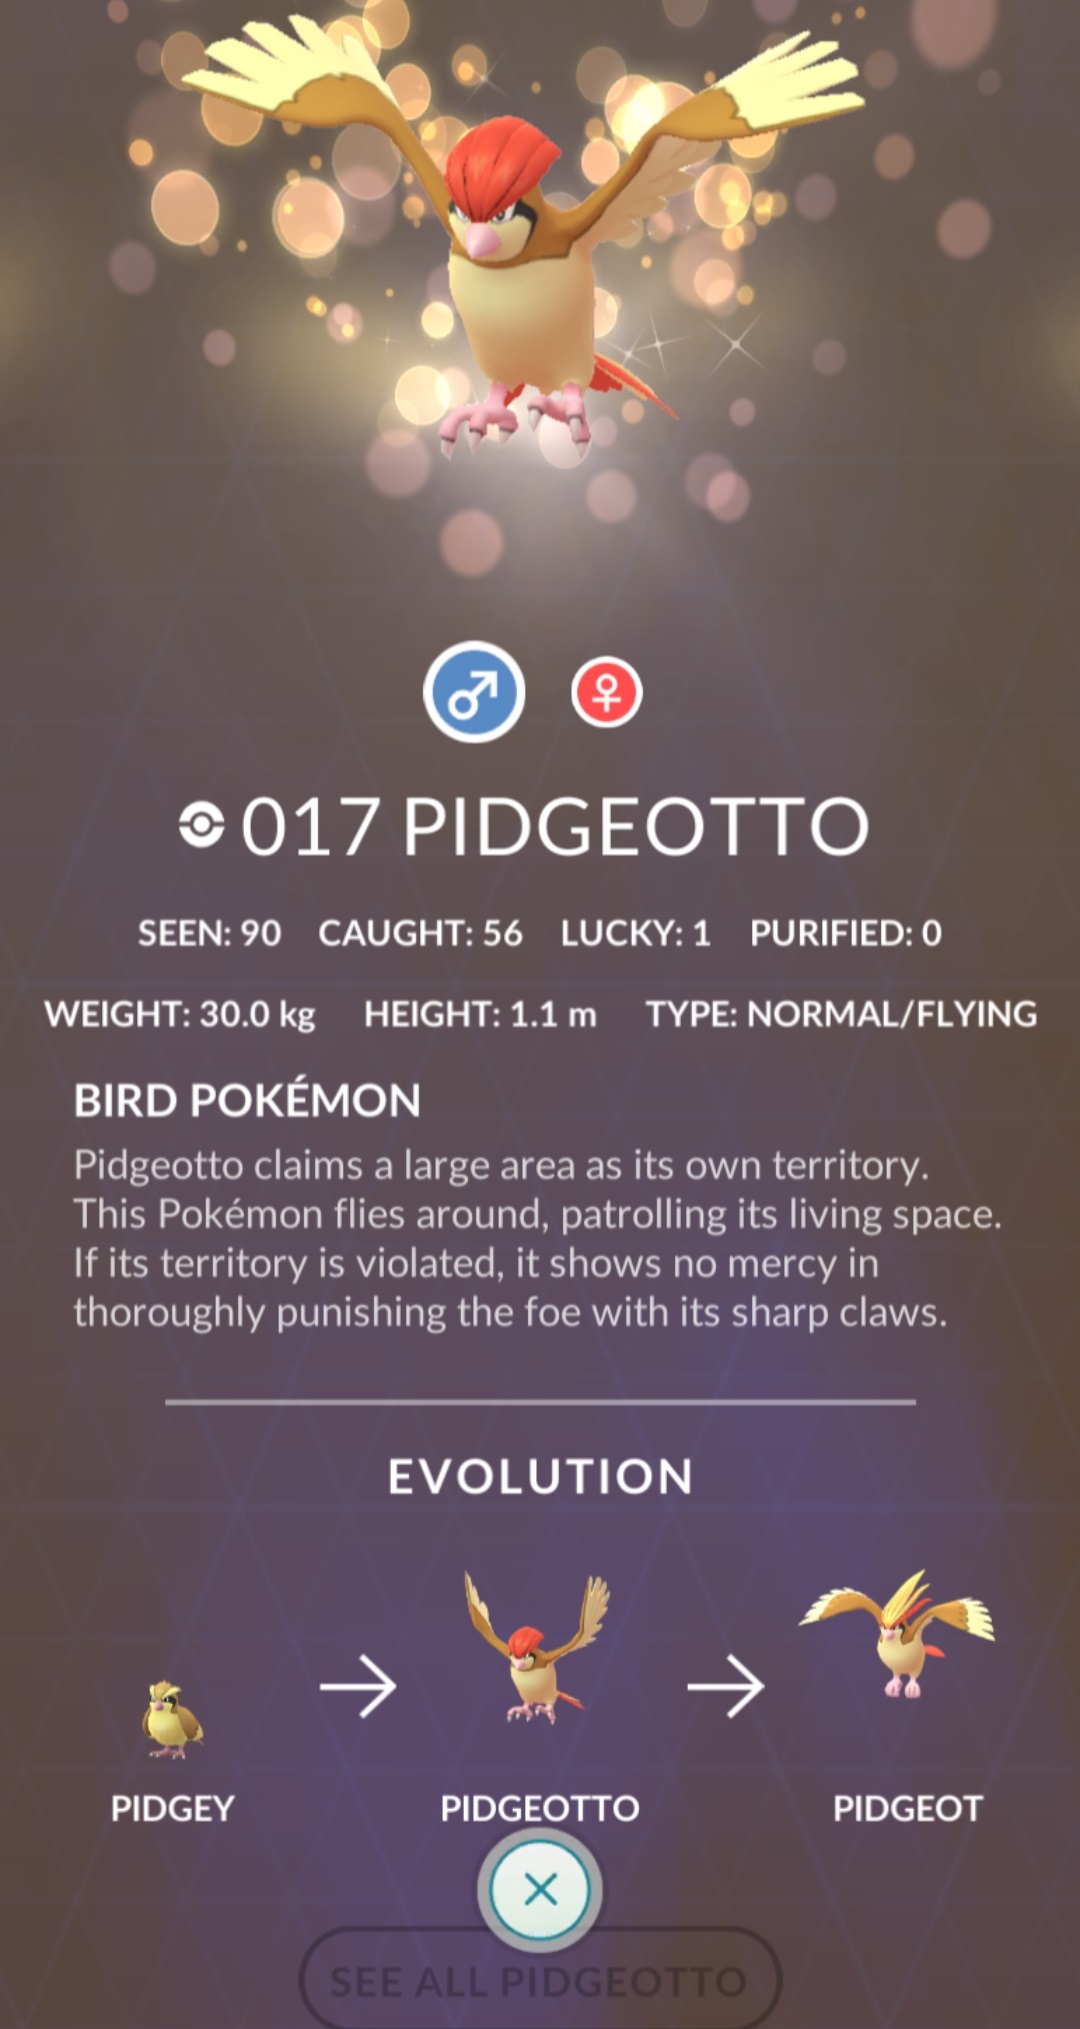 017 PIDGEOTTO
SEEN: 90 CAUGHT: 56 LUCKY: 1 PURIFIED: 0
WEIGHT: 30.0 kg HEIGHT: 1.1 m TYPE: NORMAL/FLYING
BIRD POKÉMON
Pidgeotto claims a large area as its own territory.
This Pokémon flies around, patrolling its living space.
If its territory is violated, it shows no mercy in
thoroughly punishing the foe with its sharp claws.
EVOLUTION
PIDGEY PIDGEOTTO PIDGEOT
SEE ALL PIDGEOTTO